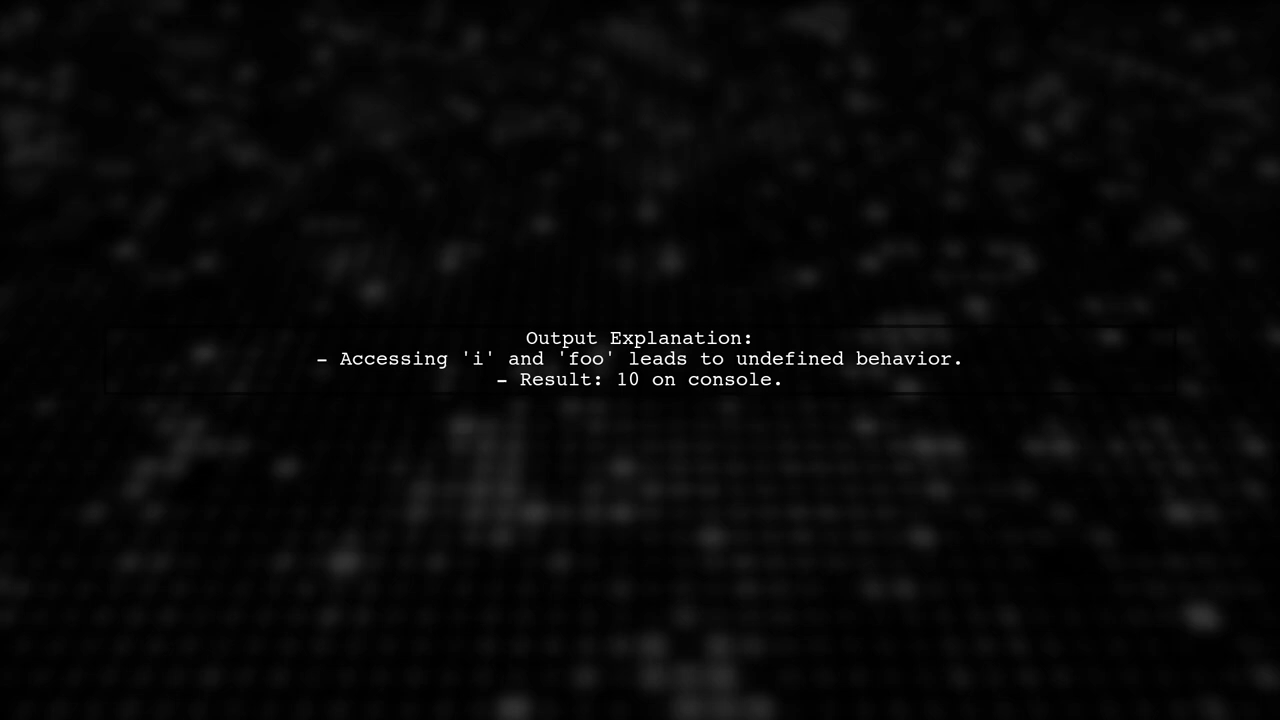 Output Explanation:
- Accessing 'i' and 'foo' leads to undefined behavior.
- Result: 10 on console.